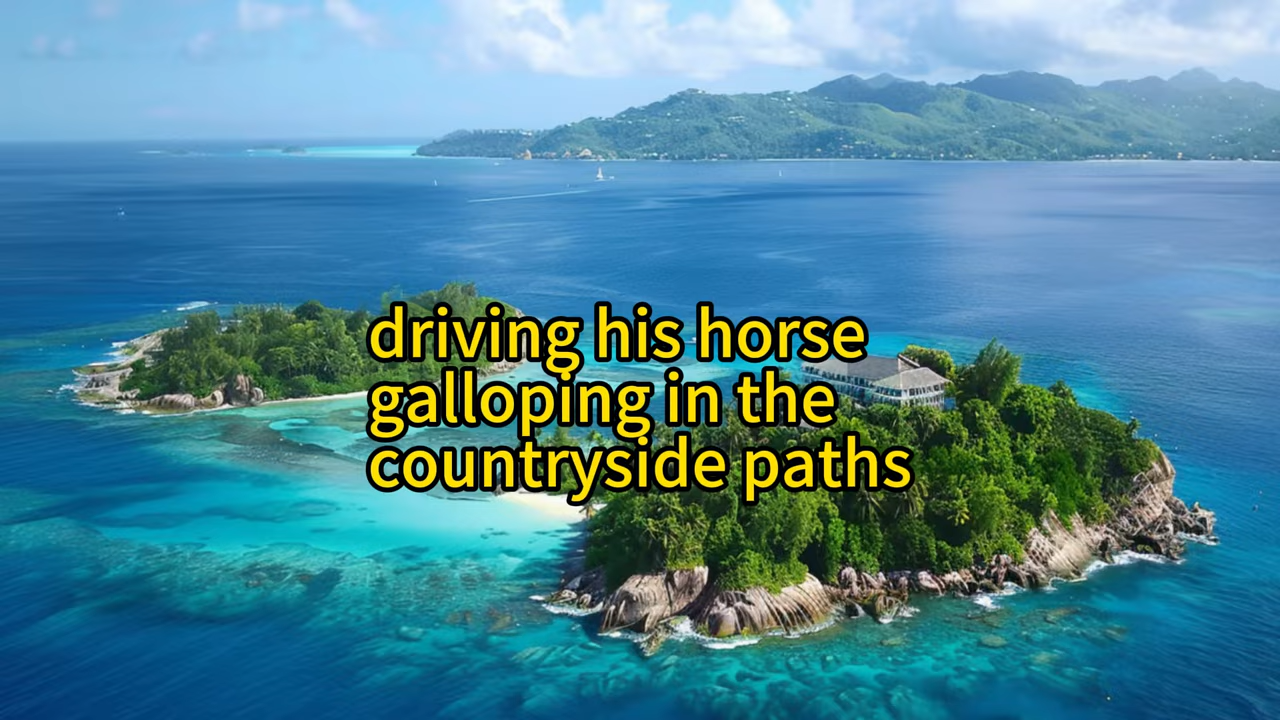 driving his horse
galloping in the
countryside paths